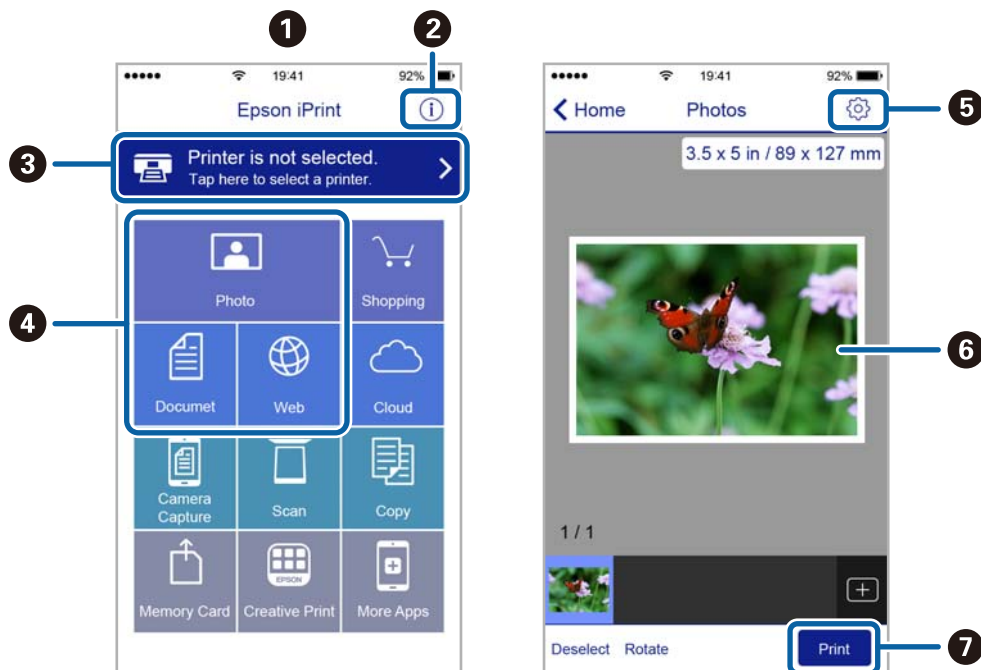 1
2
19:41
92%
Epson iPrint
3
Printer is not selected.
Tap here to select a printer.
4
Photo
Shopping
Documet
Web
Cloud
Camera
Capture
Scan
Copy
EPSON
Memory Card
Creative Print
More Apps
19:41
92%
Home
Photos
5
3.5 x 5 in / 89 x 127 mm
6
1 / 1
Deselect
Rotate
Print
7